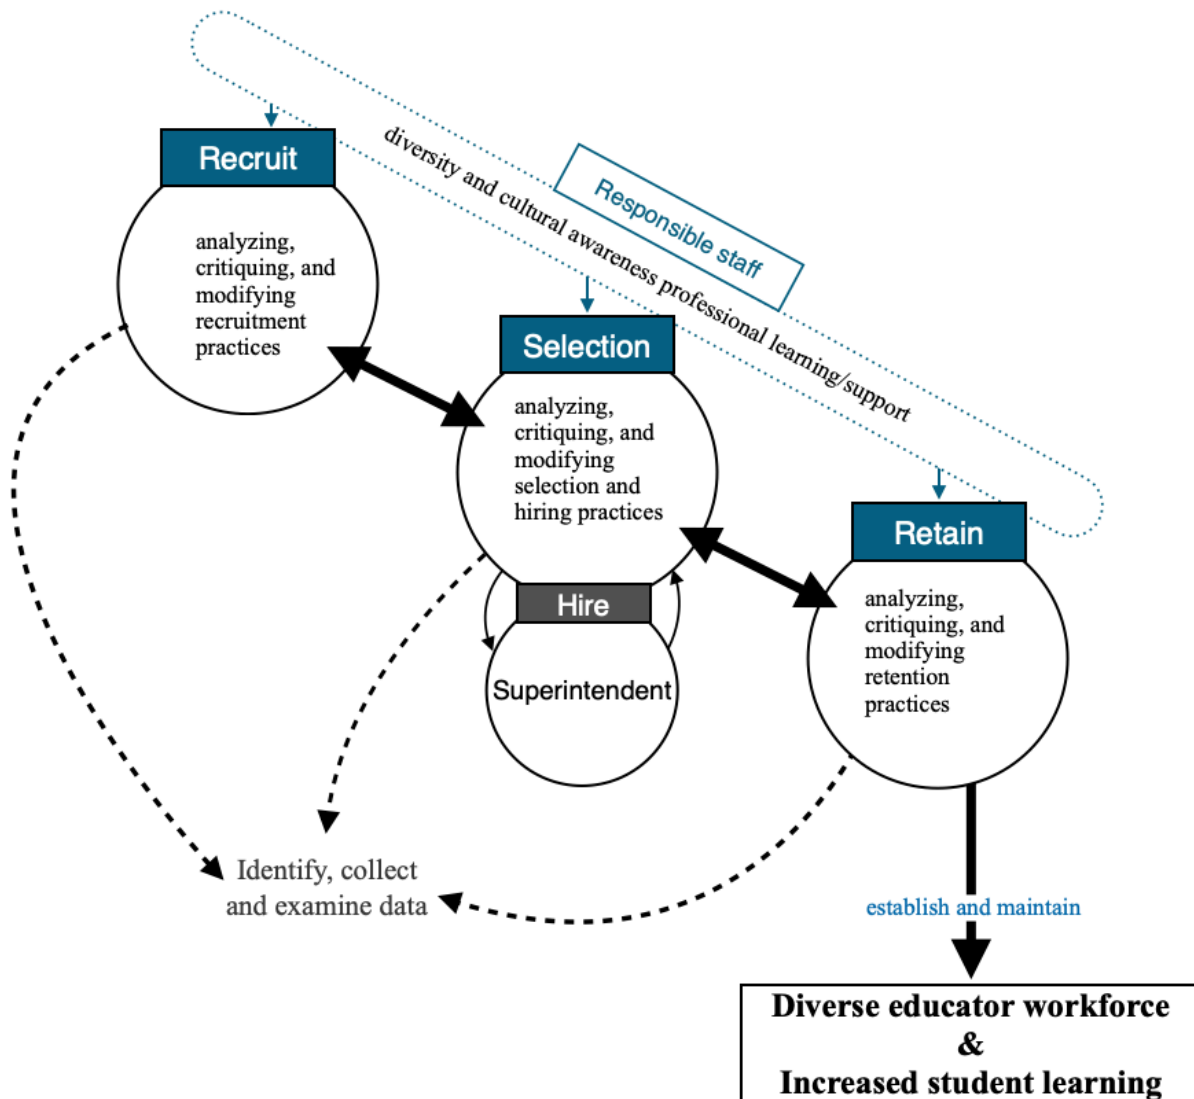 Recruit
analyzing,
critiquing, and
modifying
recruitment
practices
Responsible staff
diversity and cultural awareness professional learning/support
Selection
analyzing,
critiquing, and
modifying
selection and
hiring practices
Hire
Superintendent
Retain
analyzing,
critiquing, and
modifying
retention
practices
Identify, collect
and examine data
establish and maintain
Diverse educator workforce
&
Increased student learning